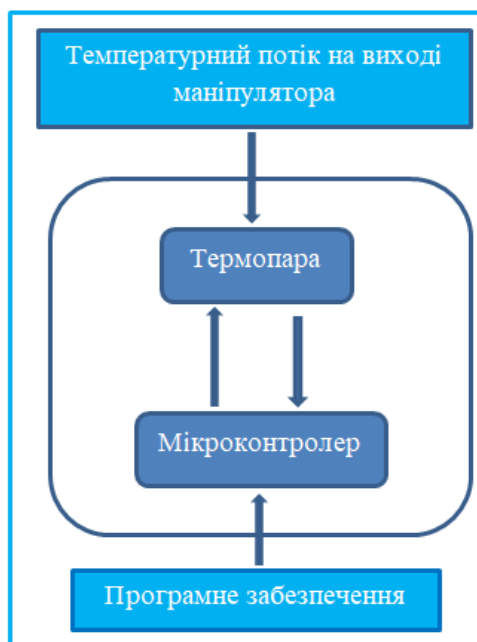 Температурний потік на виході
маніпулятора
Термопара
Мікроконтролер
Програмне забезпечення